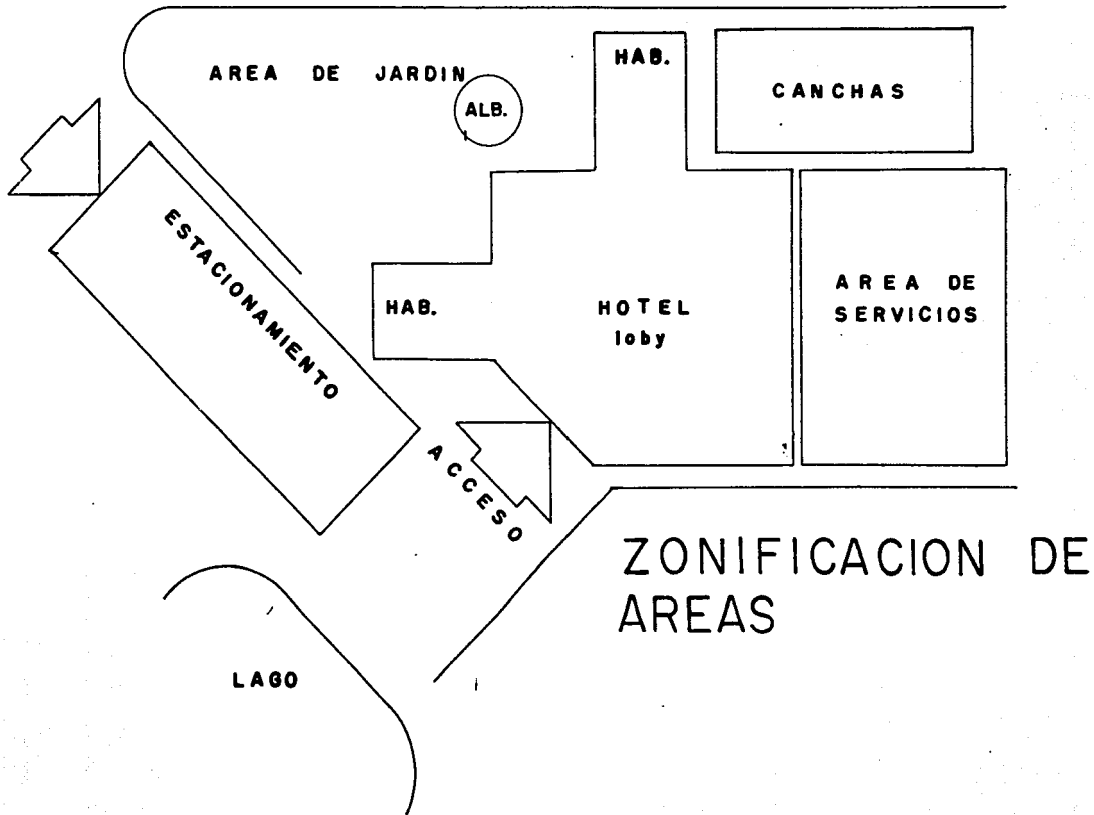 AREA DE JARDIN
HAB.
CANCHAS
ALB.
ESTACIONAMIENTO
HAB.
HOTEL
loby
AREA DE
SERVICIOS
ACCESO
ZONIFICACION DE
AREAS
LAGO